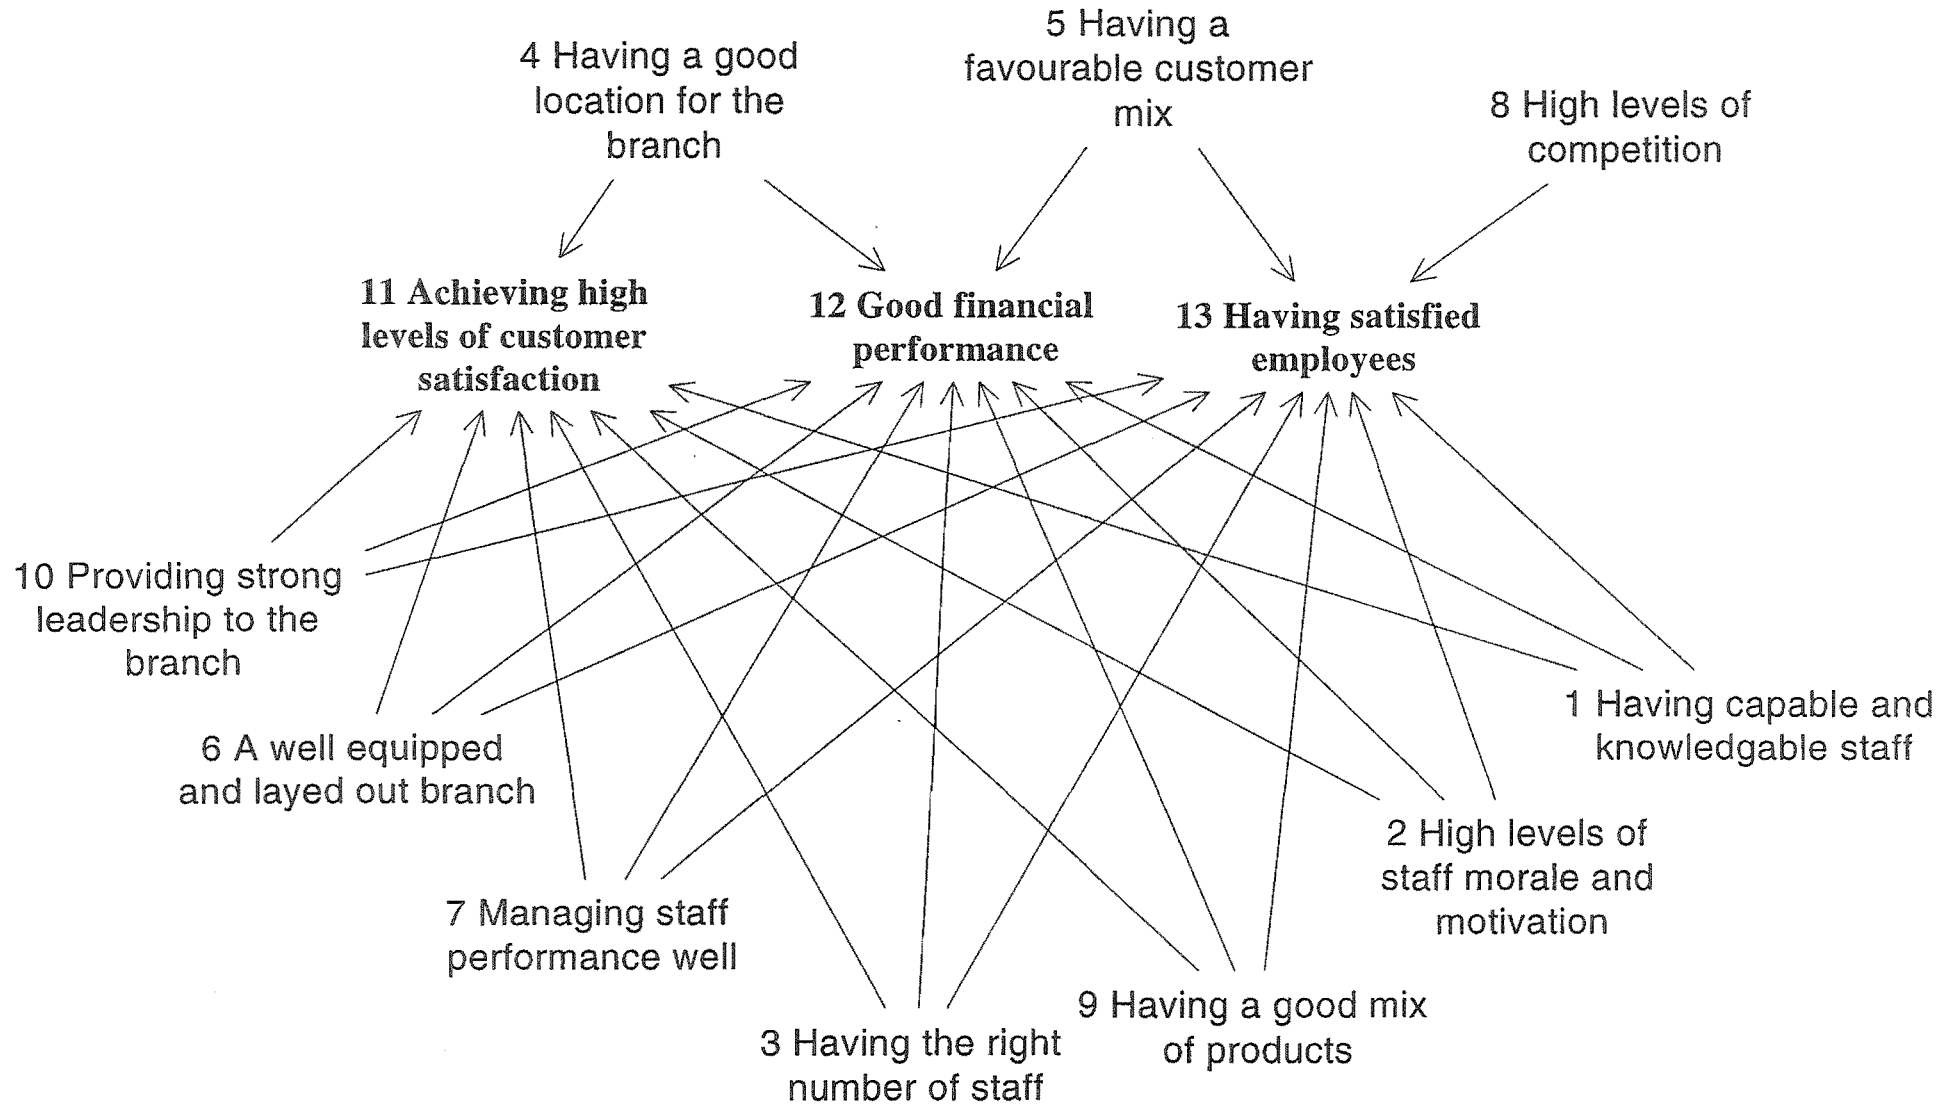 4 Having a good
location for the
branch
5 Having a
favourable customer
mix
8 High levels of
competition
11 Achieving high
levels of customer
satisfaction
12 Good financial
performance
13 Having satisfied
employees
10 Providing strong
leadership to the
branch
6 A well equipped
and layed out branch
7 Managing staff
performance well
3 Having the right
number of staff
9 Having a good mix
of products
2 High levels of
staff morale and
motivation
1 Having capable and
knowledgable staff